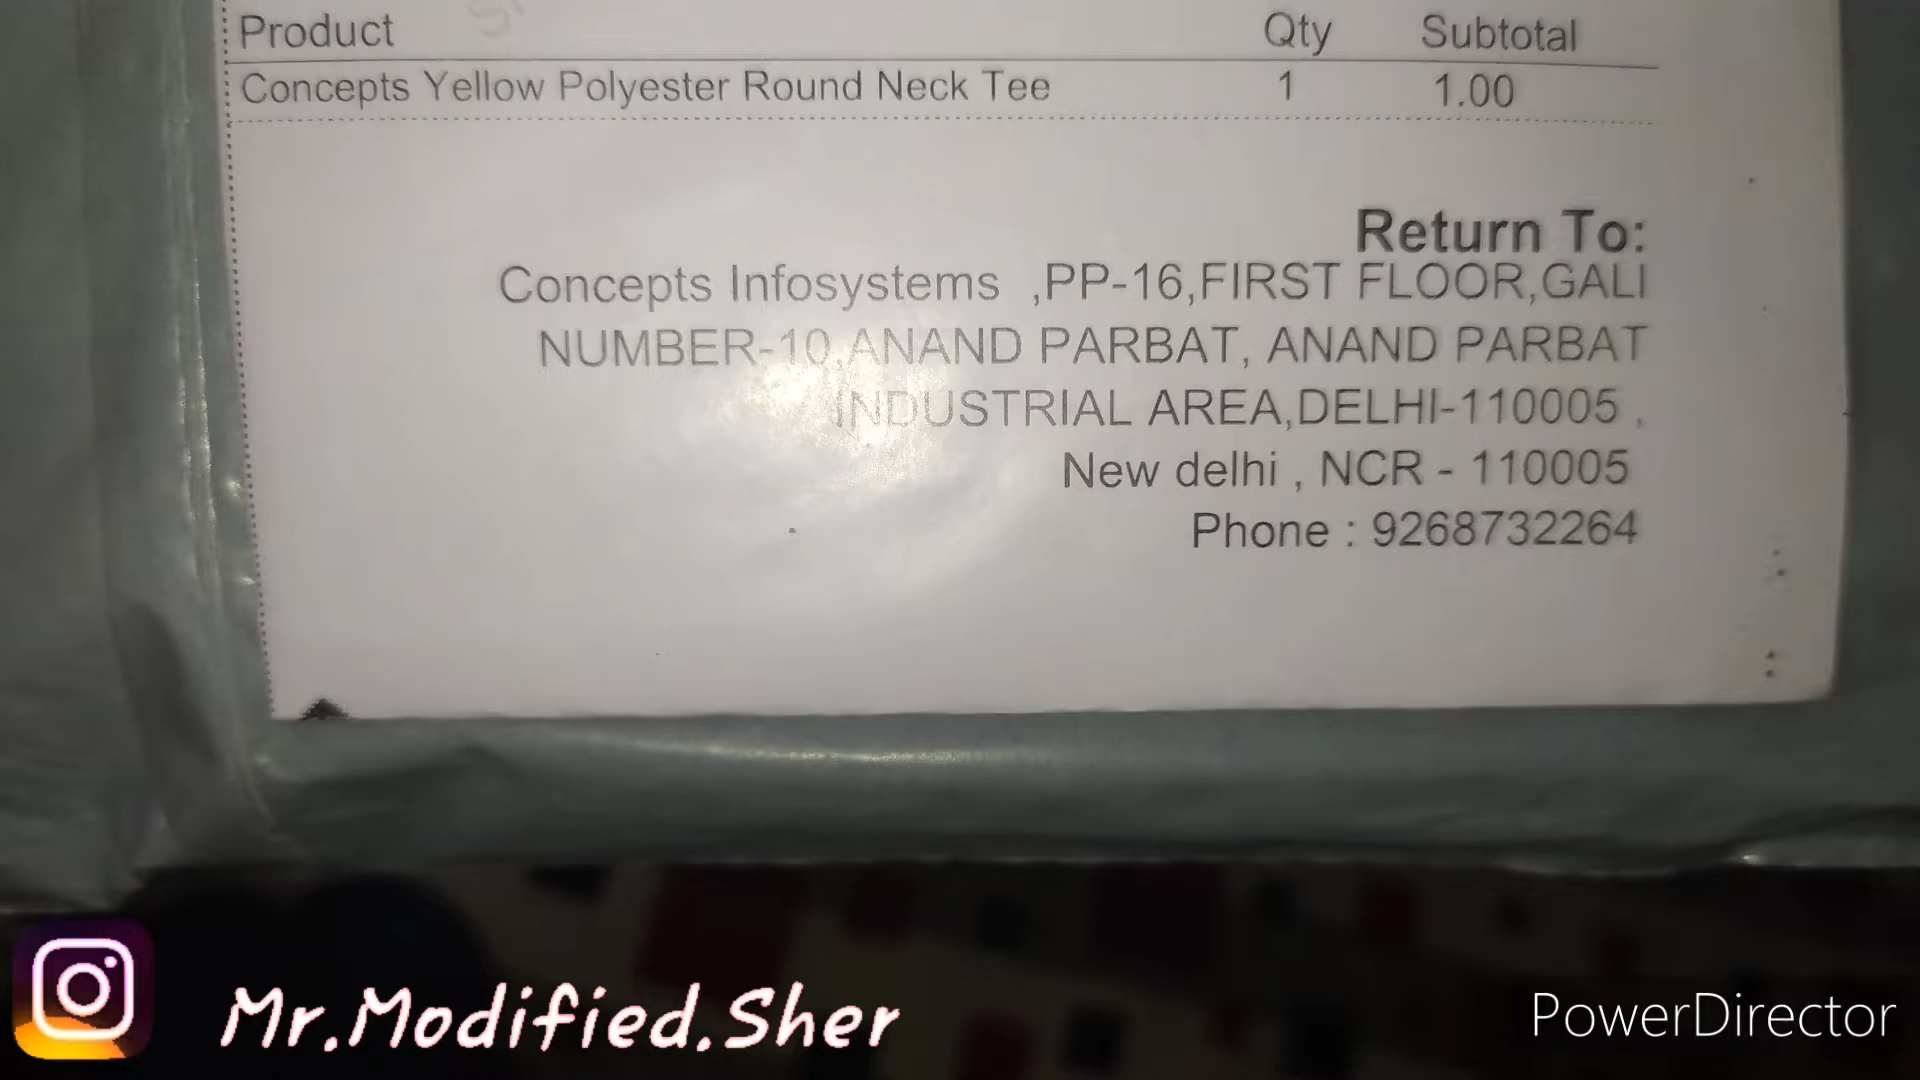 Product Qty Subtotal
Concepts Yellow Polyester Round Neck Tee 1 1.00
Return To:
Concepts Infosystems ,PP-16,FIRST FLOOR,GALI
NUMBER-10,ANAND PARBAT, ANAND PARBAT
INDUSTRIAL AREA,DELHI-110005 ,
New delhi , NCR - 110005
Phone : 9268732264
Mr.Modified.Sher
PowerDirector